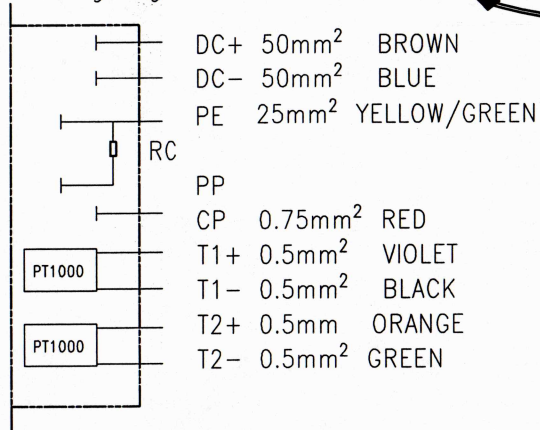 DC+ 50mm² BROWN
DC- 50mm² BLUE
PE 25mm² YELLOW/GREEN
RC
PP
CP 0.75mm² RED
T1+ 0.5mm² VIOLET
PT1000
T1- 0.5mm² BLACK
T2+ 0.5mm ORANGE
PT1000
T2- 0.5mm² GREEN